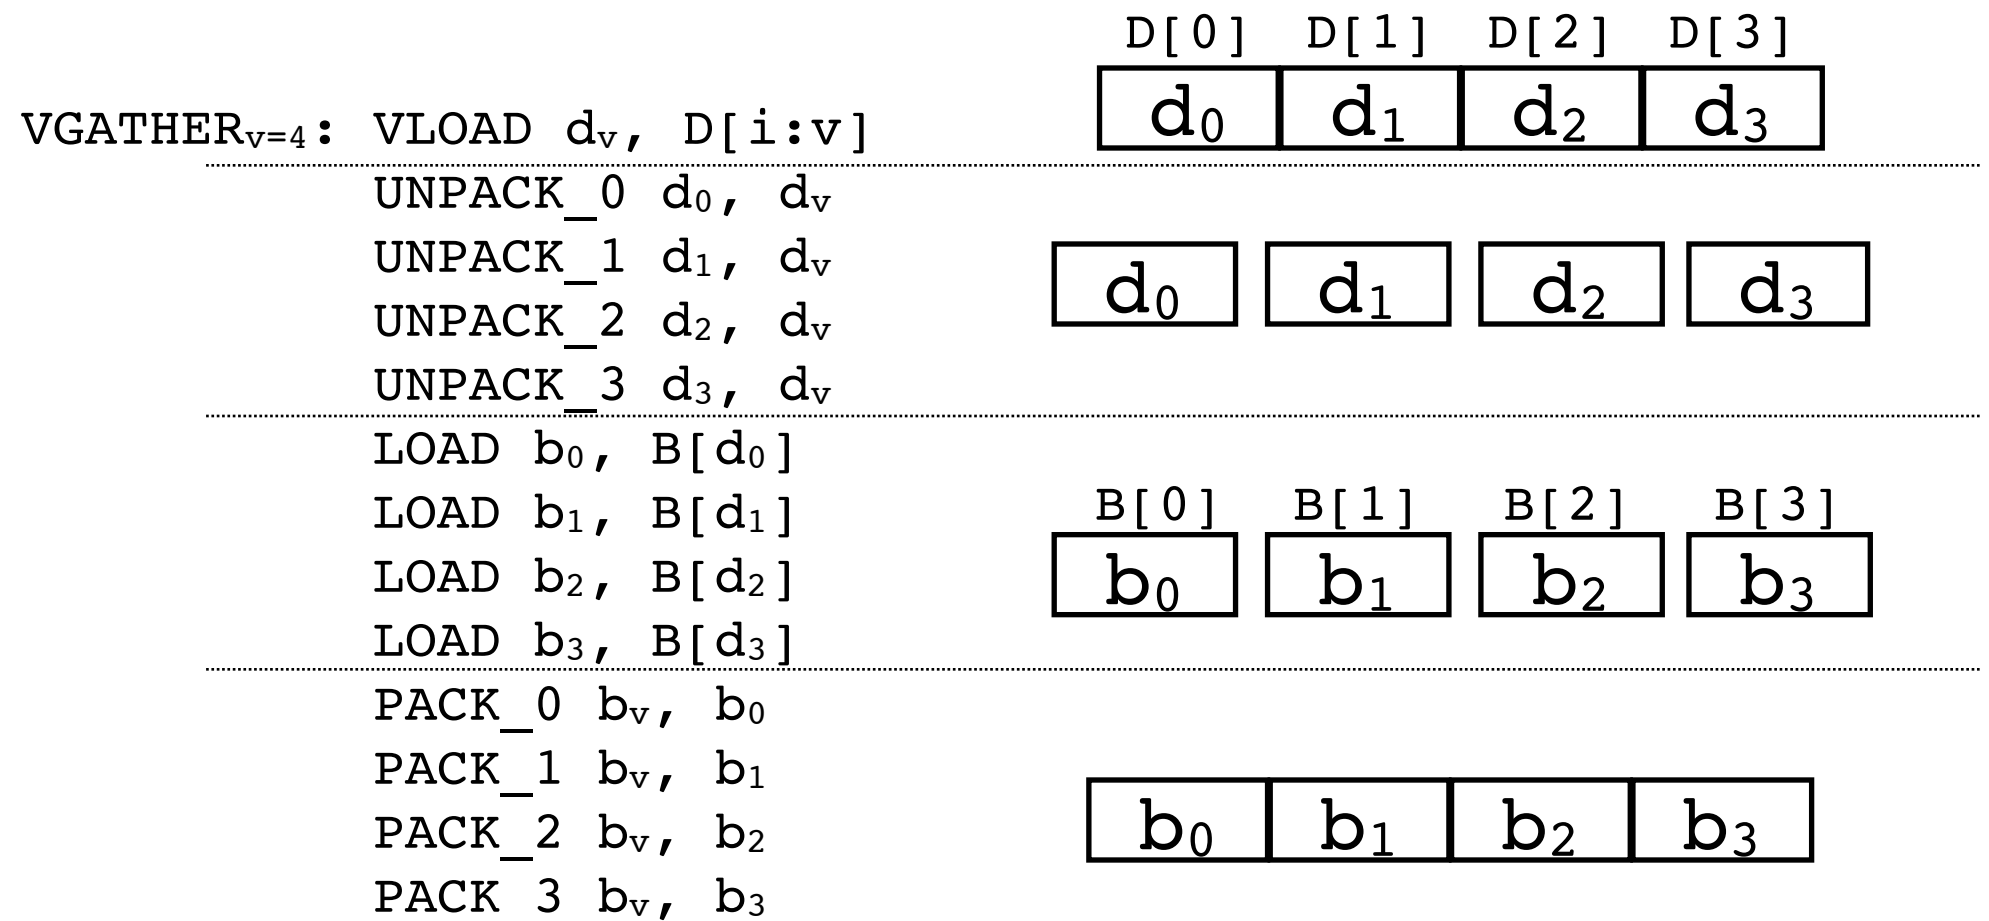 D[0] D[1] D[2] D[3]
d₀ d₁ d₂ d₃
VGATHERᵥ₌₄: VLOAD dᵥ, D[i:v]
UNPACK_0 d₀, dᵥ
UNPACK_1 d₁, dᵥ
UNPACK_2 d₂, dᵥ
UNPACK_3 d₃, dᵥ
d₀ d₁ d₂ d₃
LOAD b₀, B[d₀]
LOAD b₁, B[d₁]
LOAD b₂, B[d₂]
LOAD b₃, B[d₃]
B[0] B[1] B[2] B[3]
b₀ b₁ b₂ b₃
PACK_0 bᵥ, b₀
PACK_1 bᵥ, b₁
PACK_2 bᵥ, b₂
PACK 3 bᵥ, b₃
b₀ b₁ b₂ b₃